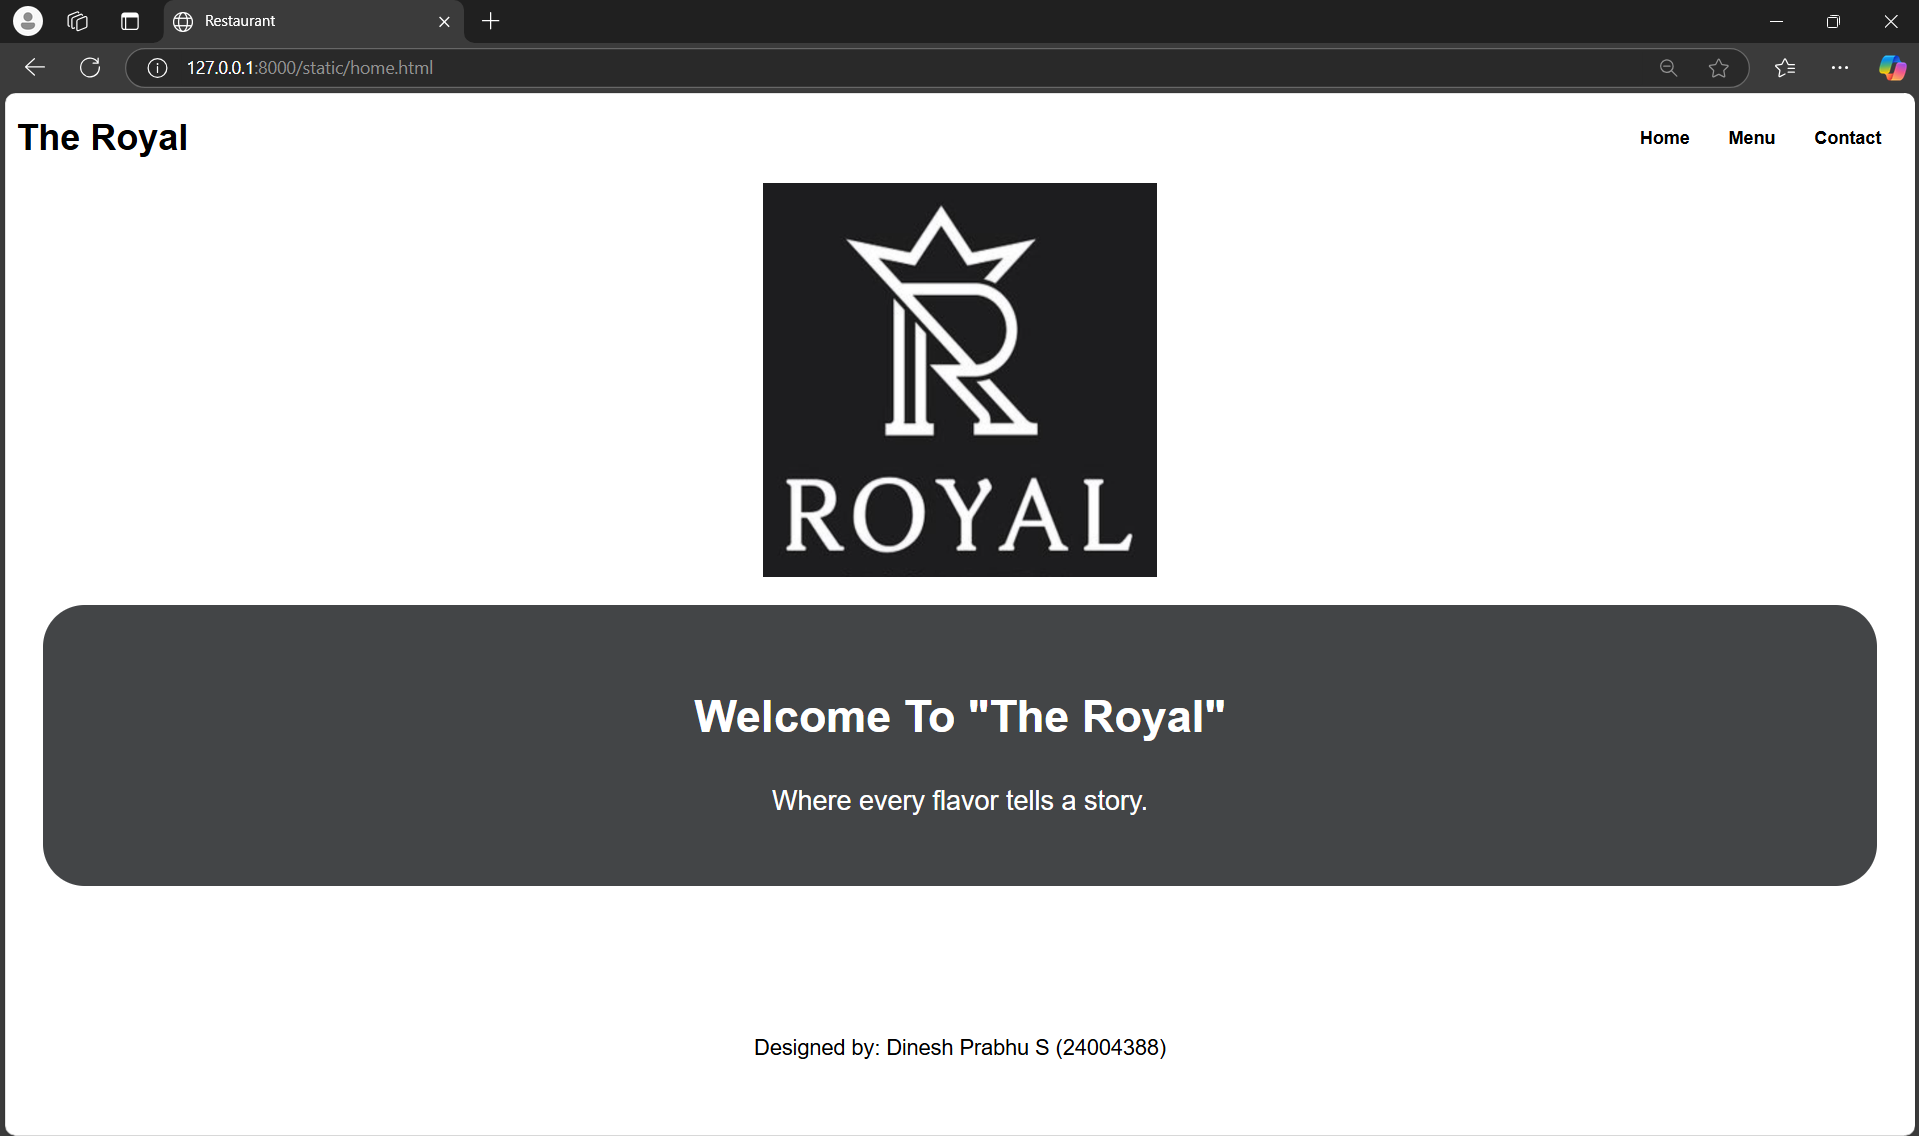 Restaurant
127.0.0.1:8000/static/home.html
The Royal
Home Menu Contact
R
ROYAL
Welcome To "The Royal"
Where every flavor tells a story.
Designed by: Dinesh Prabhu S (24004388)